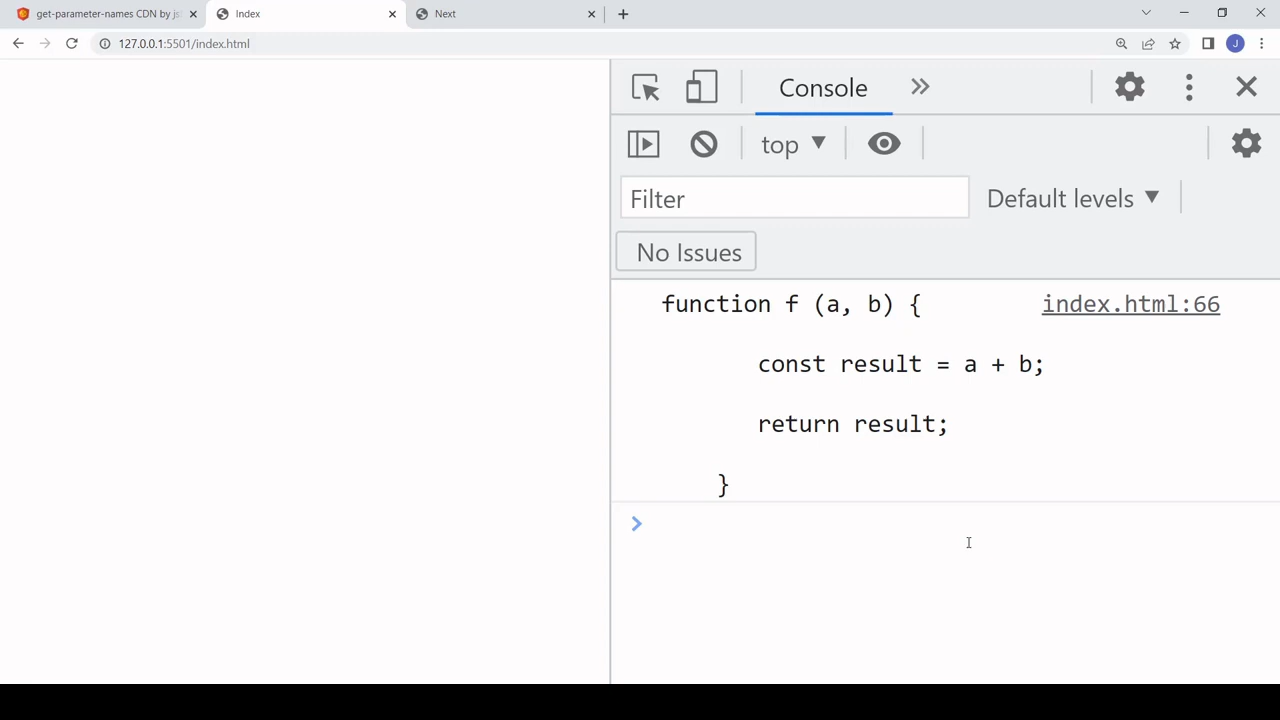 get-parameter-names CDN by js
Index
Next
127.0.0.1:5501/index.html
J
Console
top
Filter
Default levels
No Issues
function f (a, b) { index.html:66
const result = a + b;
return result;
}